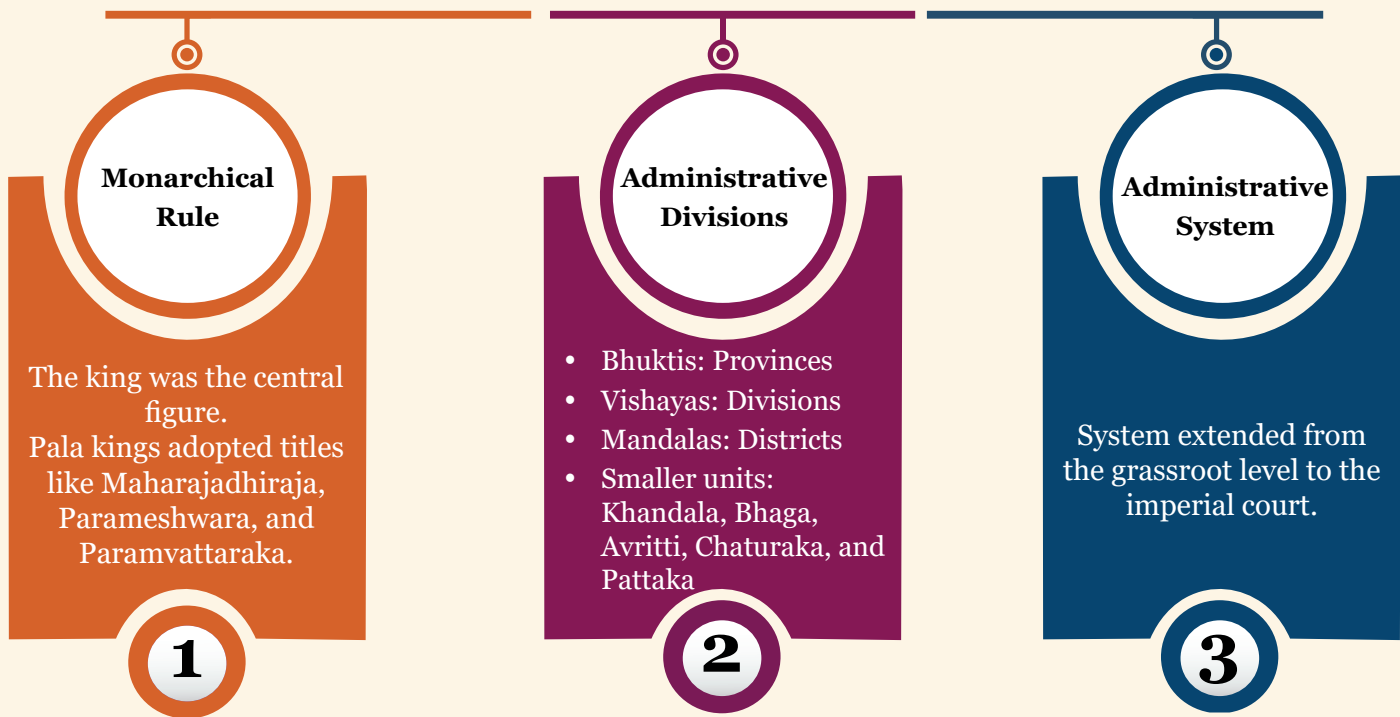 Monarchical
Rule
The king was the central
figure.
Pala kings adopted titles
like Maharajadhiraja,
Parameshwara, and
Paramvattaraka.
1
Administrative
Divisions
• Bhuktis: Provinces
• Vishayas: Divisions
• Mandalas: Districts
• Smaller units:
Khandala, Bhaga,
Avritti, Chaturaka, and
Pattaka
2
Administrative
System
System extended from
the grassroot level to the
imperial court.
3